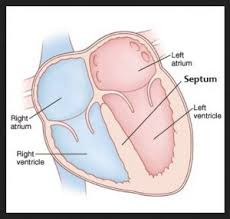 Left
atrium
Septum
Left
ventricle
Right
atrium
Right
ventricle